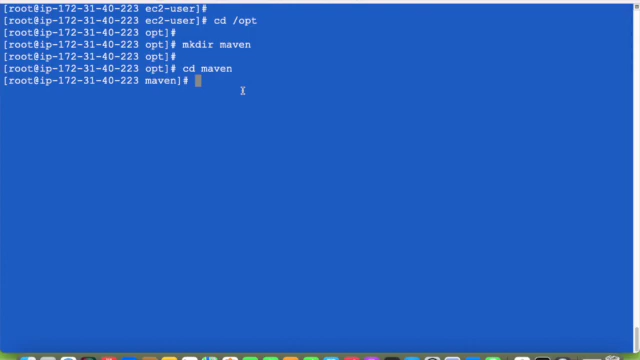 [root@ip-172-31-40-223 ec2-user]#
[root@ip-172-31-40-223 ec2-user]# cd /opt
[root@ip-172-31-40-223 opt]#
[root@ip-172-31-40-223 opt]# mkdir maven
[root@ip-172-31-40-223 opt]#
[root@ip-172-31-40-223 opt]# cd maven
[root@ip-172-31-40-223 maven]#